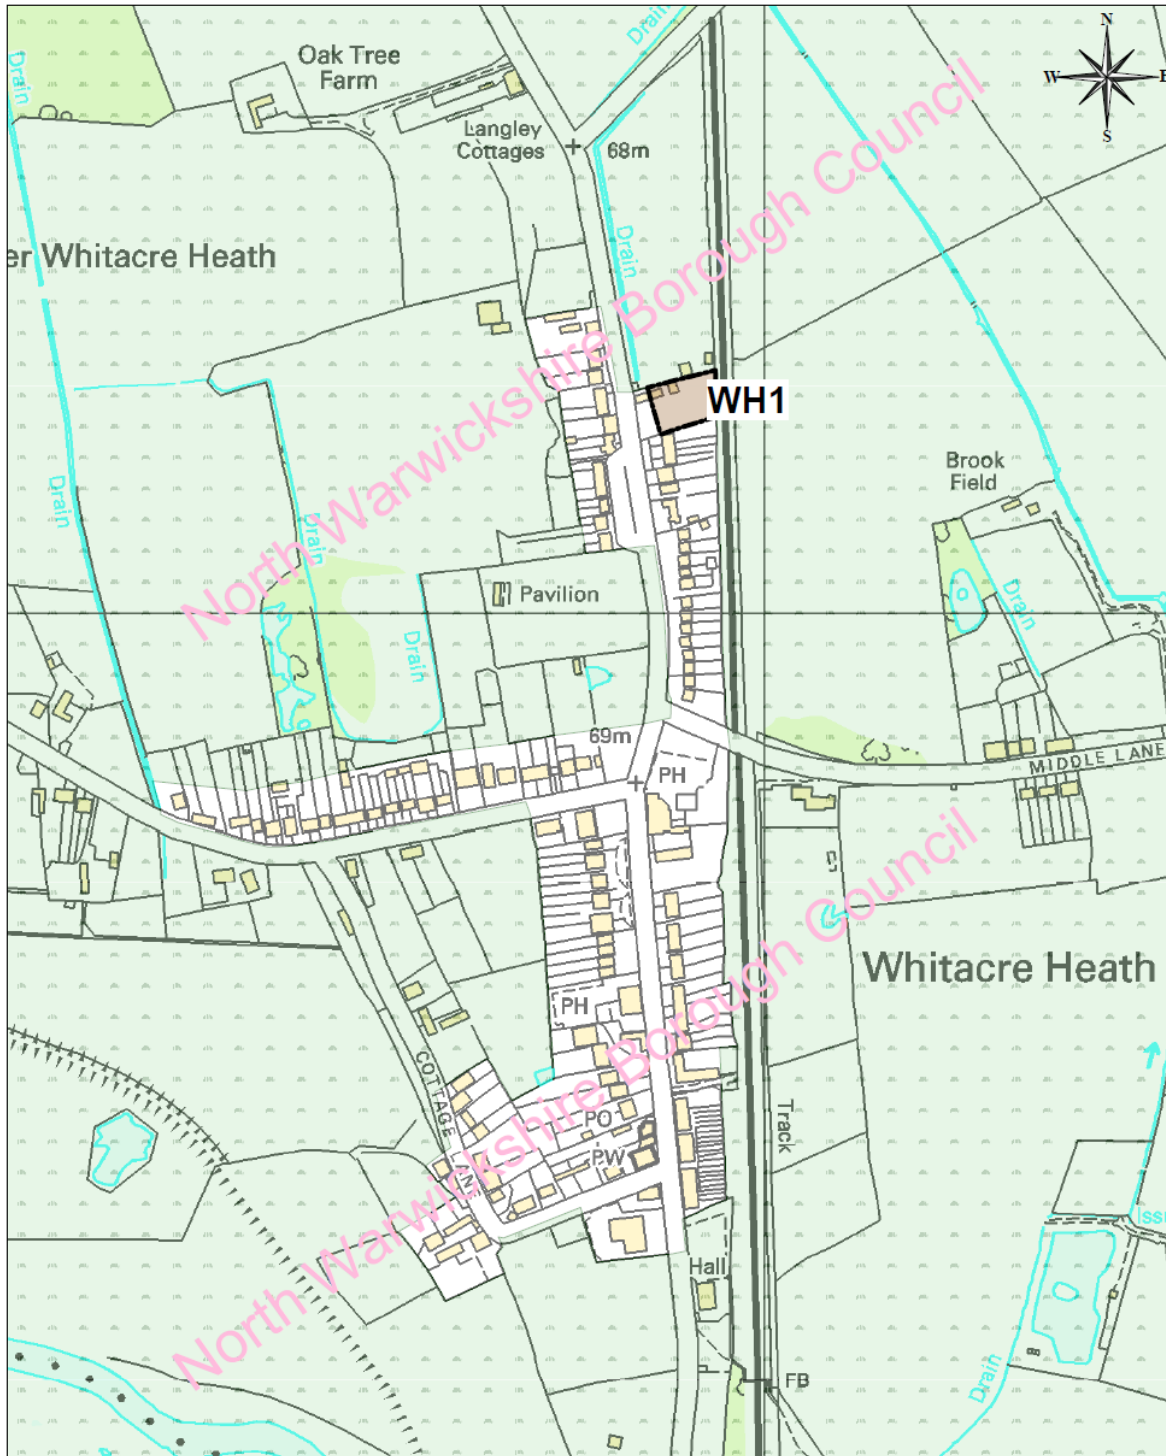 Drain
N
Oak Tree
Farm
W
E
S
Drain
Langley
Cottages
68m
North Warwickshire Borough Council
Drain
er Whitacre Heath
WH1
Brook
Field
Drain
Drain
Pavilion
Drain
Drain
69m
PH
MIDDLE LANE
North Warwickshire Borough Council
Whitacre Heath
PH
COTTAGE LN
PO
Track
PW
Issu
Hall
Drain
FB